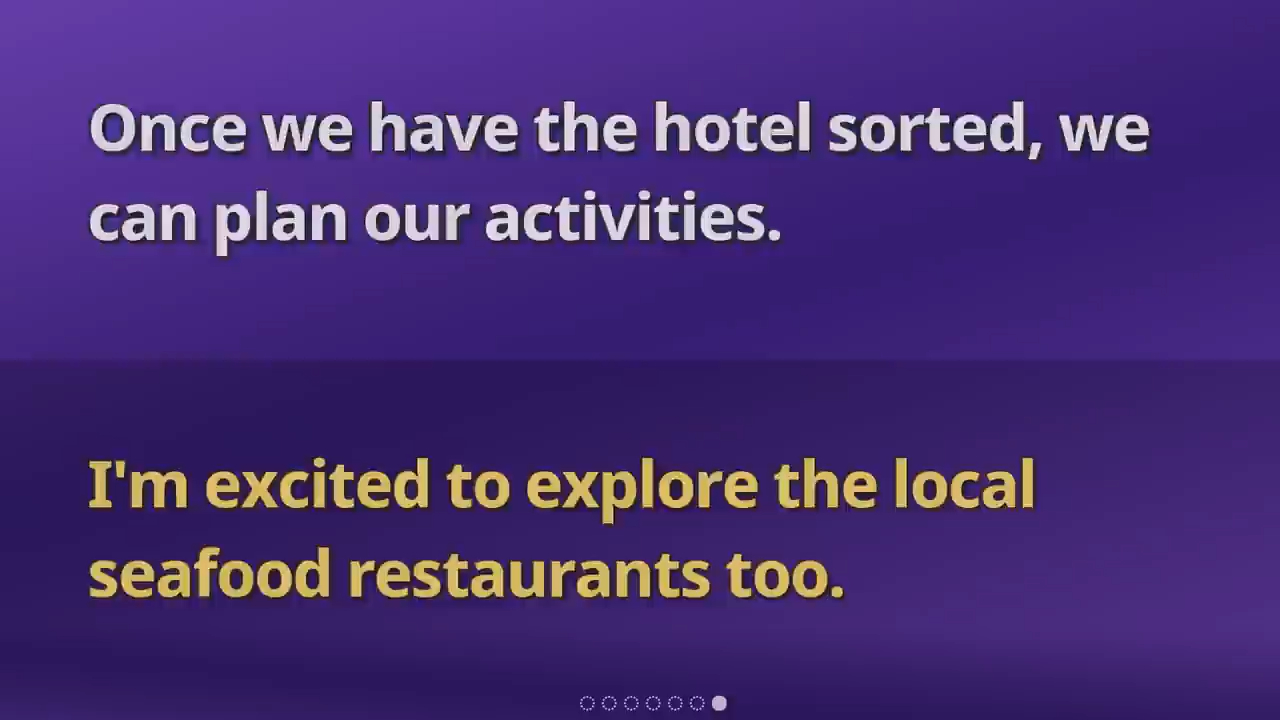 Once we have the hotel sorted, we
can plan our activities.
I'm excited to explore the local
seafood restaurants too.